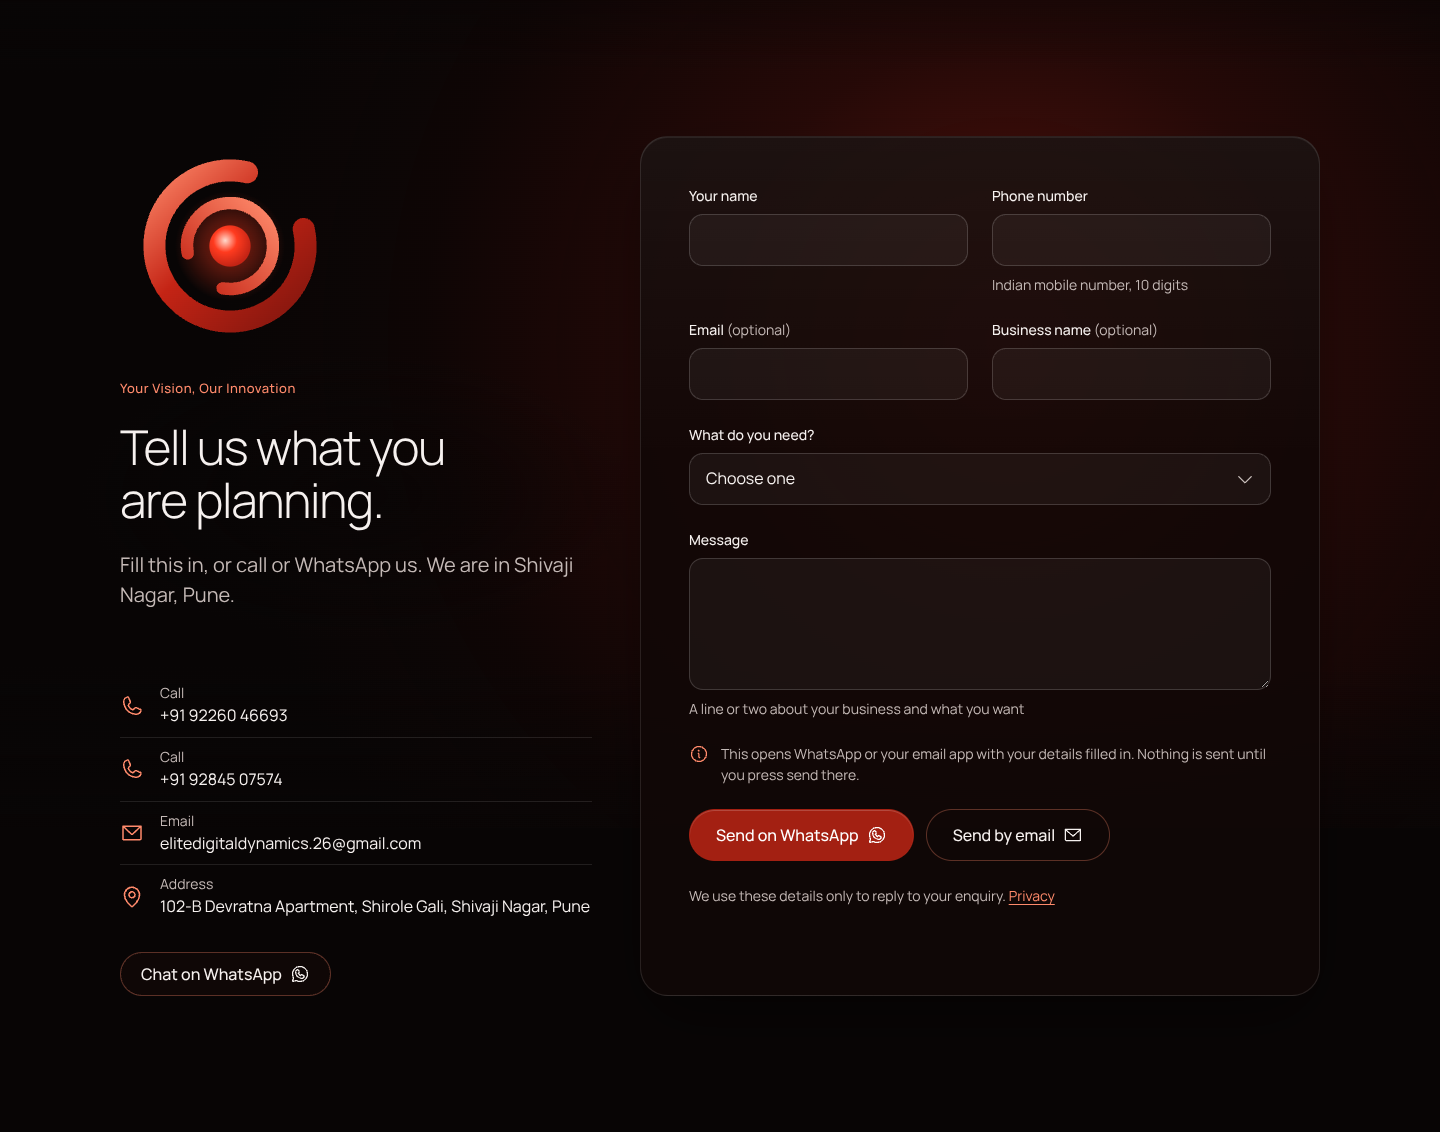 Your Vision, Our Innovation
Tell us what you
are planning.
Fill this in, or call or WhatsApp us. We are in Shivaji
Nagar, Pune.
Call
+91 92260 46693
Call
+91 92845 07574
Email
elitedigitaldynamics.26@gmail.com
Address
102-B Devratna Apartment, Shirole Gali, Shivaji Nagar, Pune
Chat on WhatsApp
Your name
Phone number
Indian mobile number, 10 digits
Email (optional)
Business name (optional)
What do you need?
Choose one
Message
A line or two about your business and what you want
This opens WhatsApp or your email app with your details filled in. Nothing is sent until
you press send there.
Send on WhatsApp
Send by email
We use these details only to reply to your enquiry. Privacy